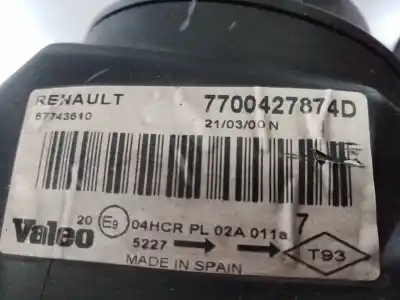 RENAULT 7700427874D
67743610 21/03/00 N
Valeo 20 E9 04HCR PL 02A 011a 7
5227 → → T93
MADE IN SPAIN